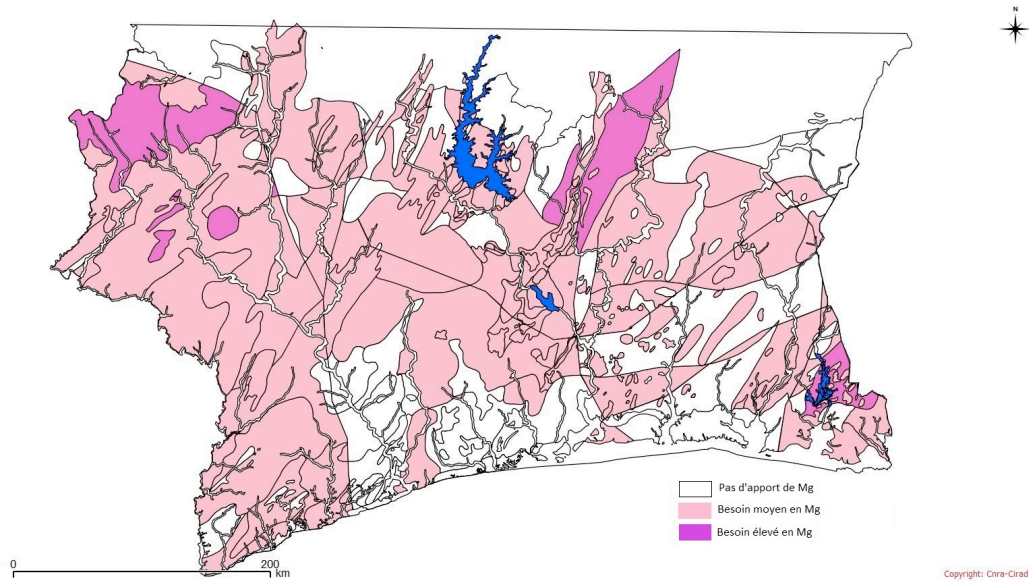 N
Pas d'apport de Mg
Besoin moyen en Mg
Besoin élevé en Mg
0 200
km
Copyright: Cnra-Cirad